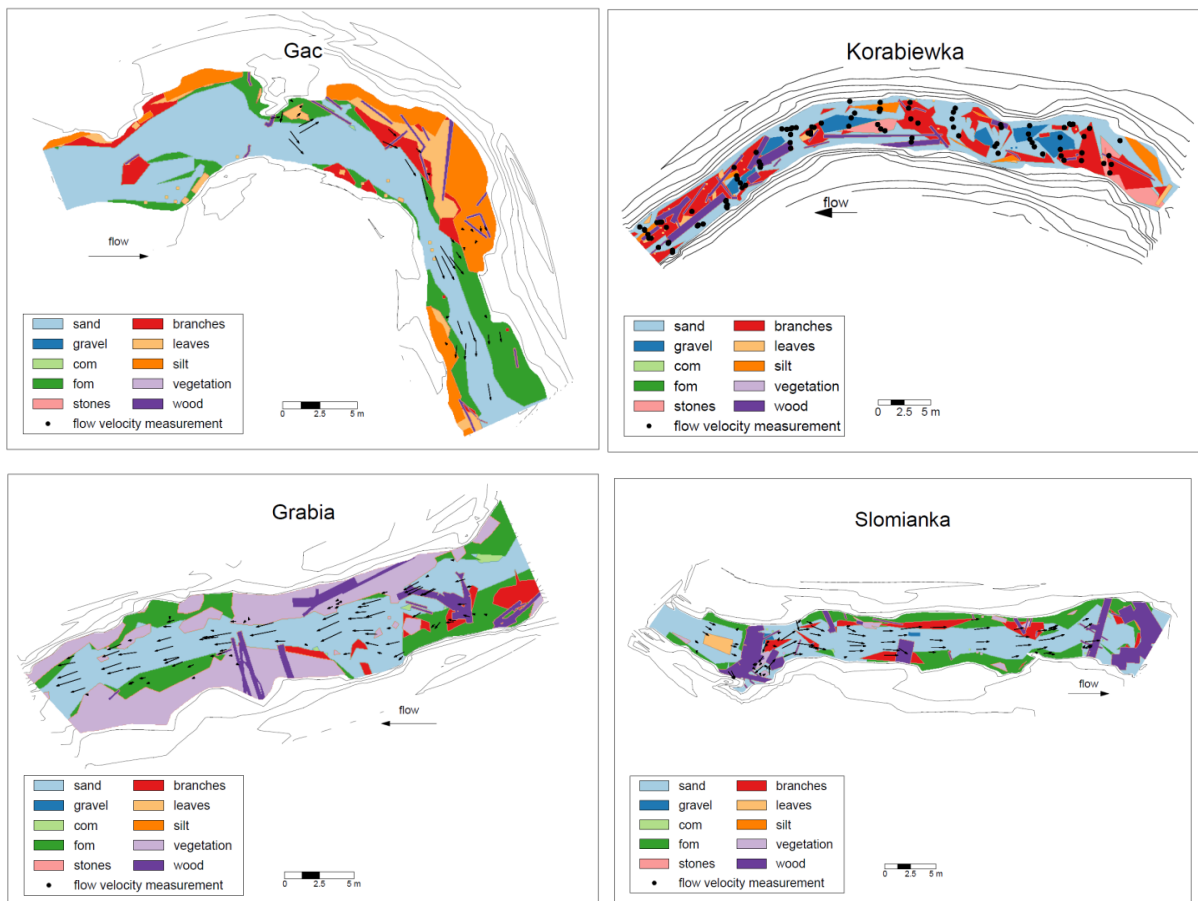 Gac
flow
sand branches
gravel leaves
com silt
fom vegetation
stones wood
flow velocity measurement
0 2.5 5 m
Korabiewka
flow
sand branches
gravel leaves
com silt
fom vegetation
stones wood
flow velocity measurement
0 2.5 5 m
Grabia
flow
sand branches
gravel leaves
com silt
fom vegetation
stones wood
flow velocity measurement
0 2.5 5 m
Slomianka
flow
sand branches
gravel leaves
com silt
fom vegetation
stones wood
flow velocity measurement
0 2.5 5 m